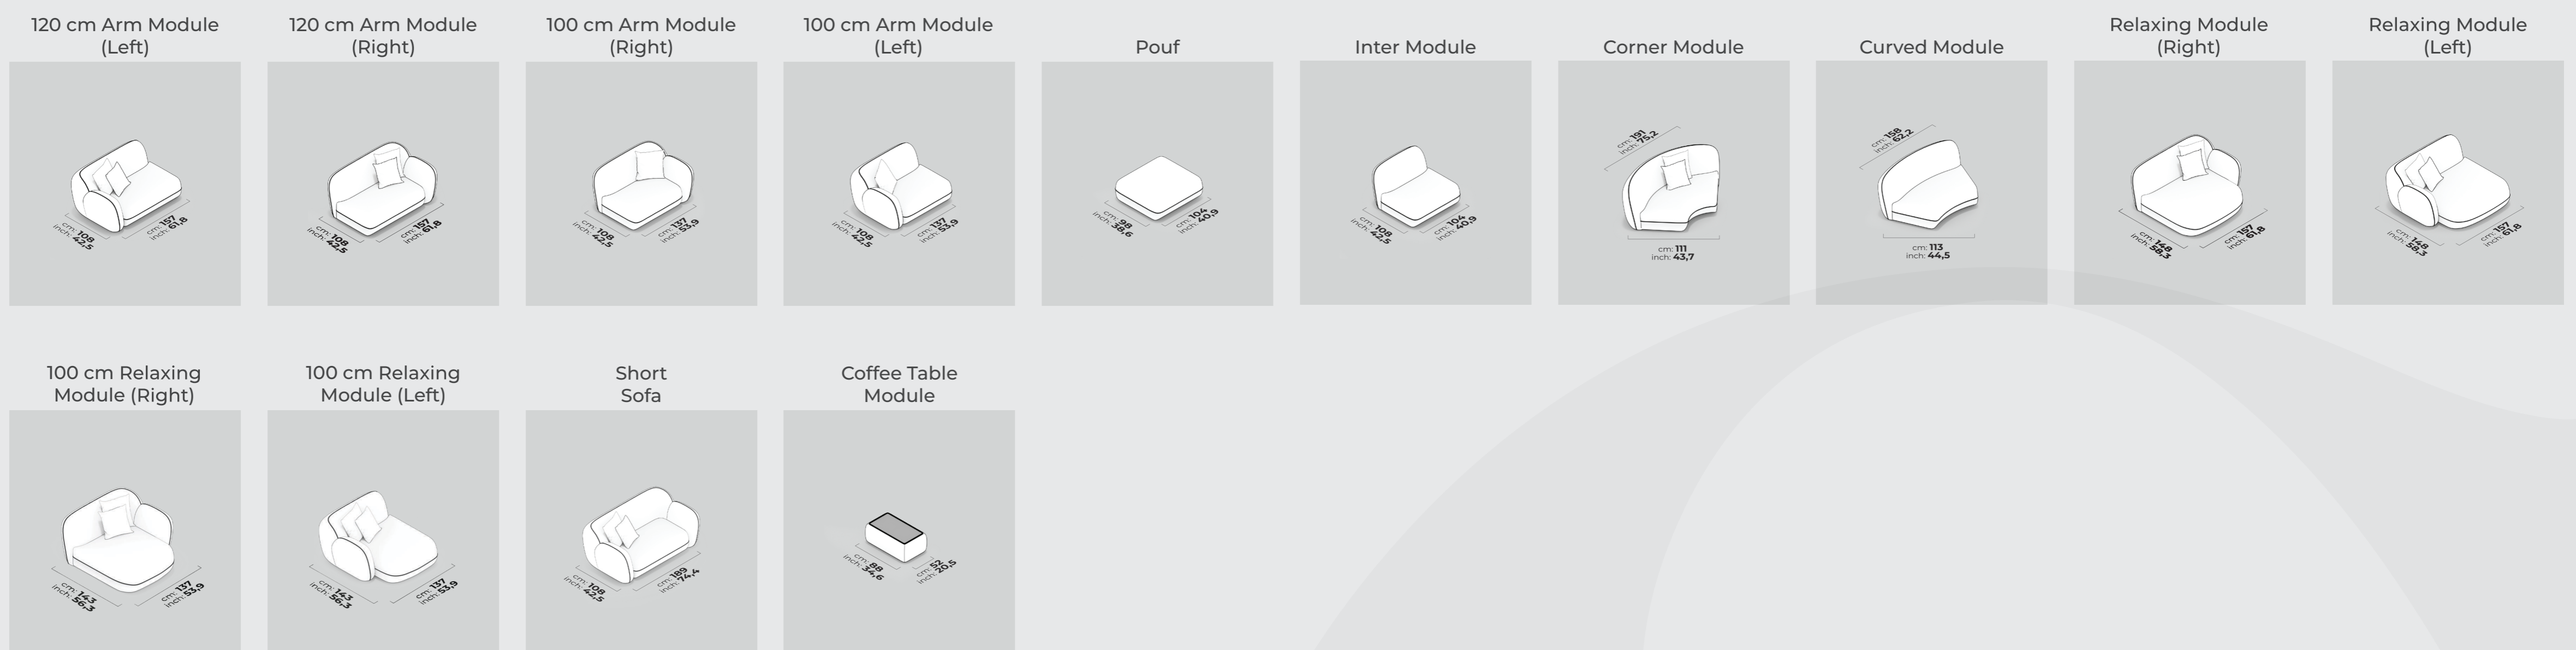 120 cm Arm Module
(Left)
120 cm Arm Module
(Right)
100 cm Arm Module
(Right)
100 cm Arm Module
(Left)
Pouf
Inter Module
Corner Module
Curved Module
Relaxing Module
(Right)
Relaxing Module
(Left)
cm: 108
inch: 42,5
cm: 157
inch: 61,8
cm: 108
inch: 42,5
cm: 157
inch: 61,8
cm: 108
inch: 42,5
cm: 137
inch: 53,9
cm: 108
inch: 42,5
cm: 137
inch: 53,9
cm: 98
inch: 38,6
cm: 104
inch: 40,9
cm: 108
inch: 42,5
cm: 104
inch: 40,9
cm: 191
inch: 75,2
cm: 111
inch: 43,7
cm: 158
inch: 62,2
cm: 113
inch: 44,5
cm: 148
inch: 58,3
cm: 157
inch: 61,8
cm: 148
inch: 58,3
cm: 157
inch: 61,8
100 cm Relaxing
Module (Right)
100 cm Relaxing
Module (Left)
Short
Sofa
Coffee Table
Module
cm: 143
inch: 56,3
cm: 137
inch: 53,9
cm: 143
inch: 56,3
cm: 137
inch: 53,9
cm: 108
inch: 42,5
cm: 189
inch: 74,4
cm: 88
inch: 34,6
cm: 52
inch: 20,5